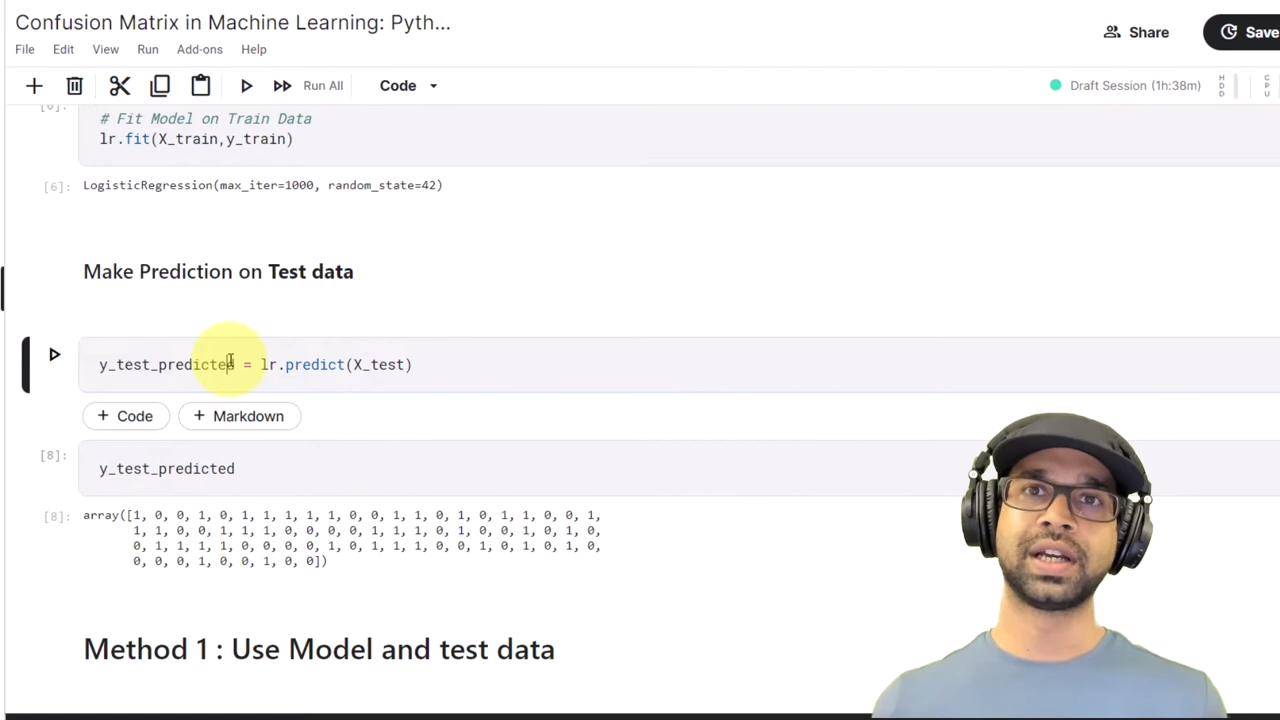 Confusion Matrix in Machine Learning: Pyth...
Share
Save
File Edit View Run Add-ons Help
Run All Code
Draft Session (1h:38m)
HDD
CPU
# Fit Model on Train Data
lr.fit(X_train,y_train)
[6]: LogisticRegression(max_iter=1000, random_state=42)
Make Prediction on Test data
y_test_predicted = lr.predict(X_test)
+ Code + Markdown
[8]: y_test_predicted
[8]: array([1, 0, 0, 1, 0, 1, 1, 1, 1, 1, 0, 0, 1, 1, 0, 1, 0, 1, 1, 0, 0, 1,
1, 1, 0, 0, 1, 1, 1, 0, 0, 0, 0, 1, 1, 1, 0, 1, 0, 0, 1, 0, 1, 0,
0, 1, 1, 1, 1, 0, 0, 0, 0, 1, 0, 1, 1, 1, 0, 0, 1, 0, 1, 0, 1, 0,
0, 0, 0, 1, 0, 0, 1, 0, 0])
Method 1 : Use Model and test data